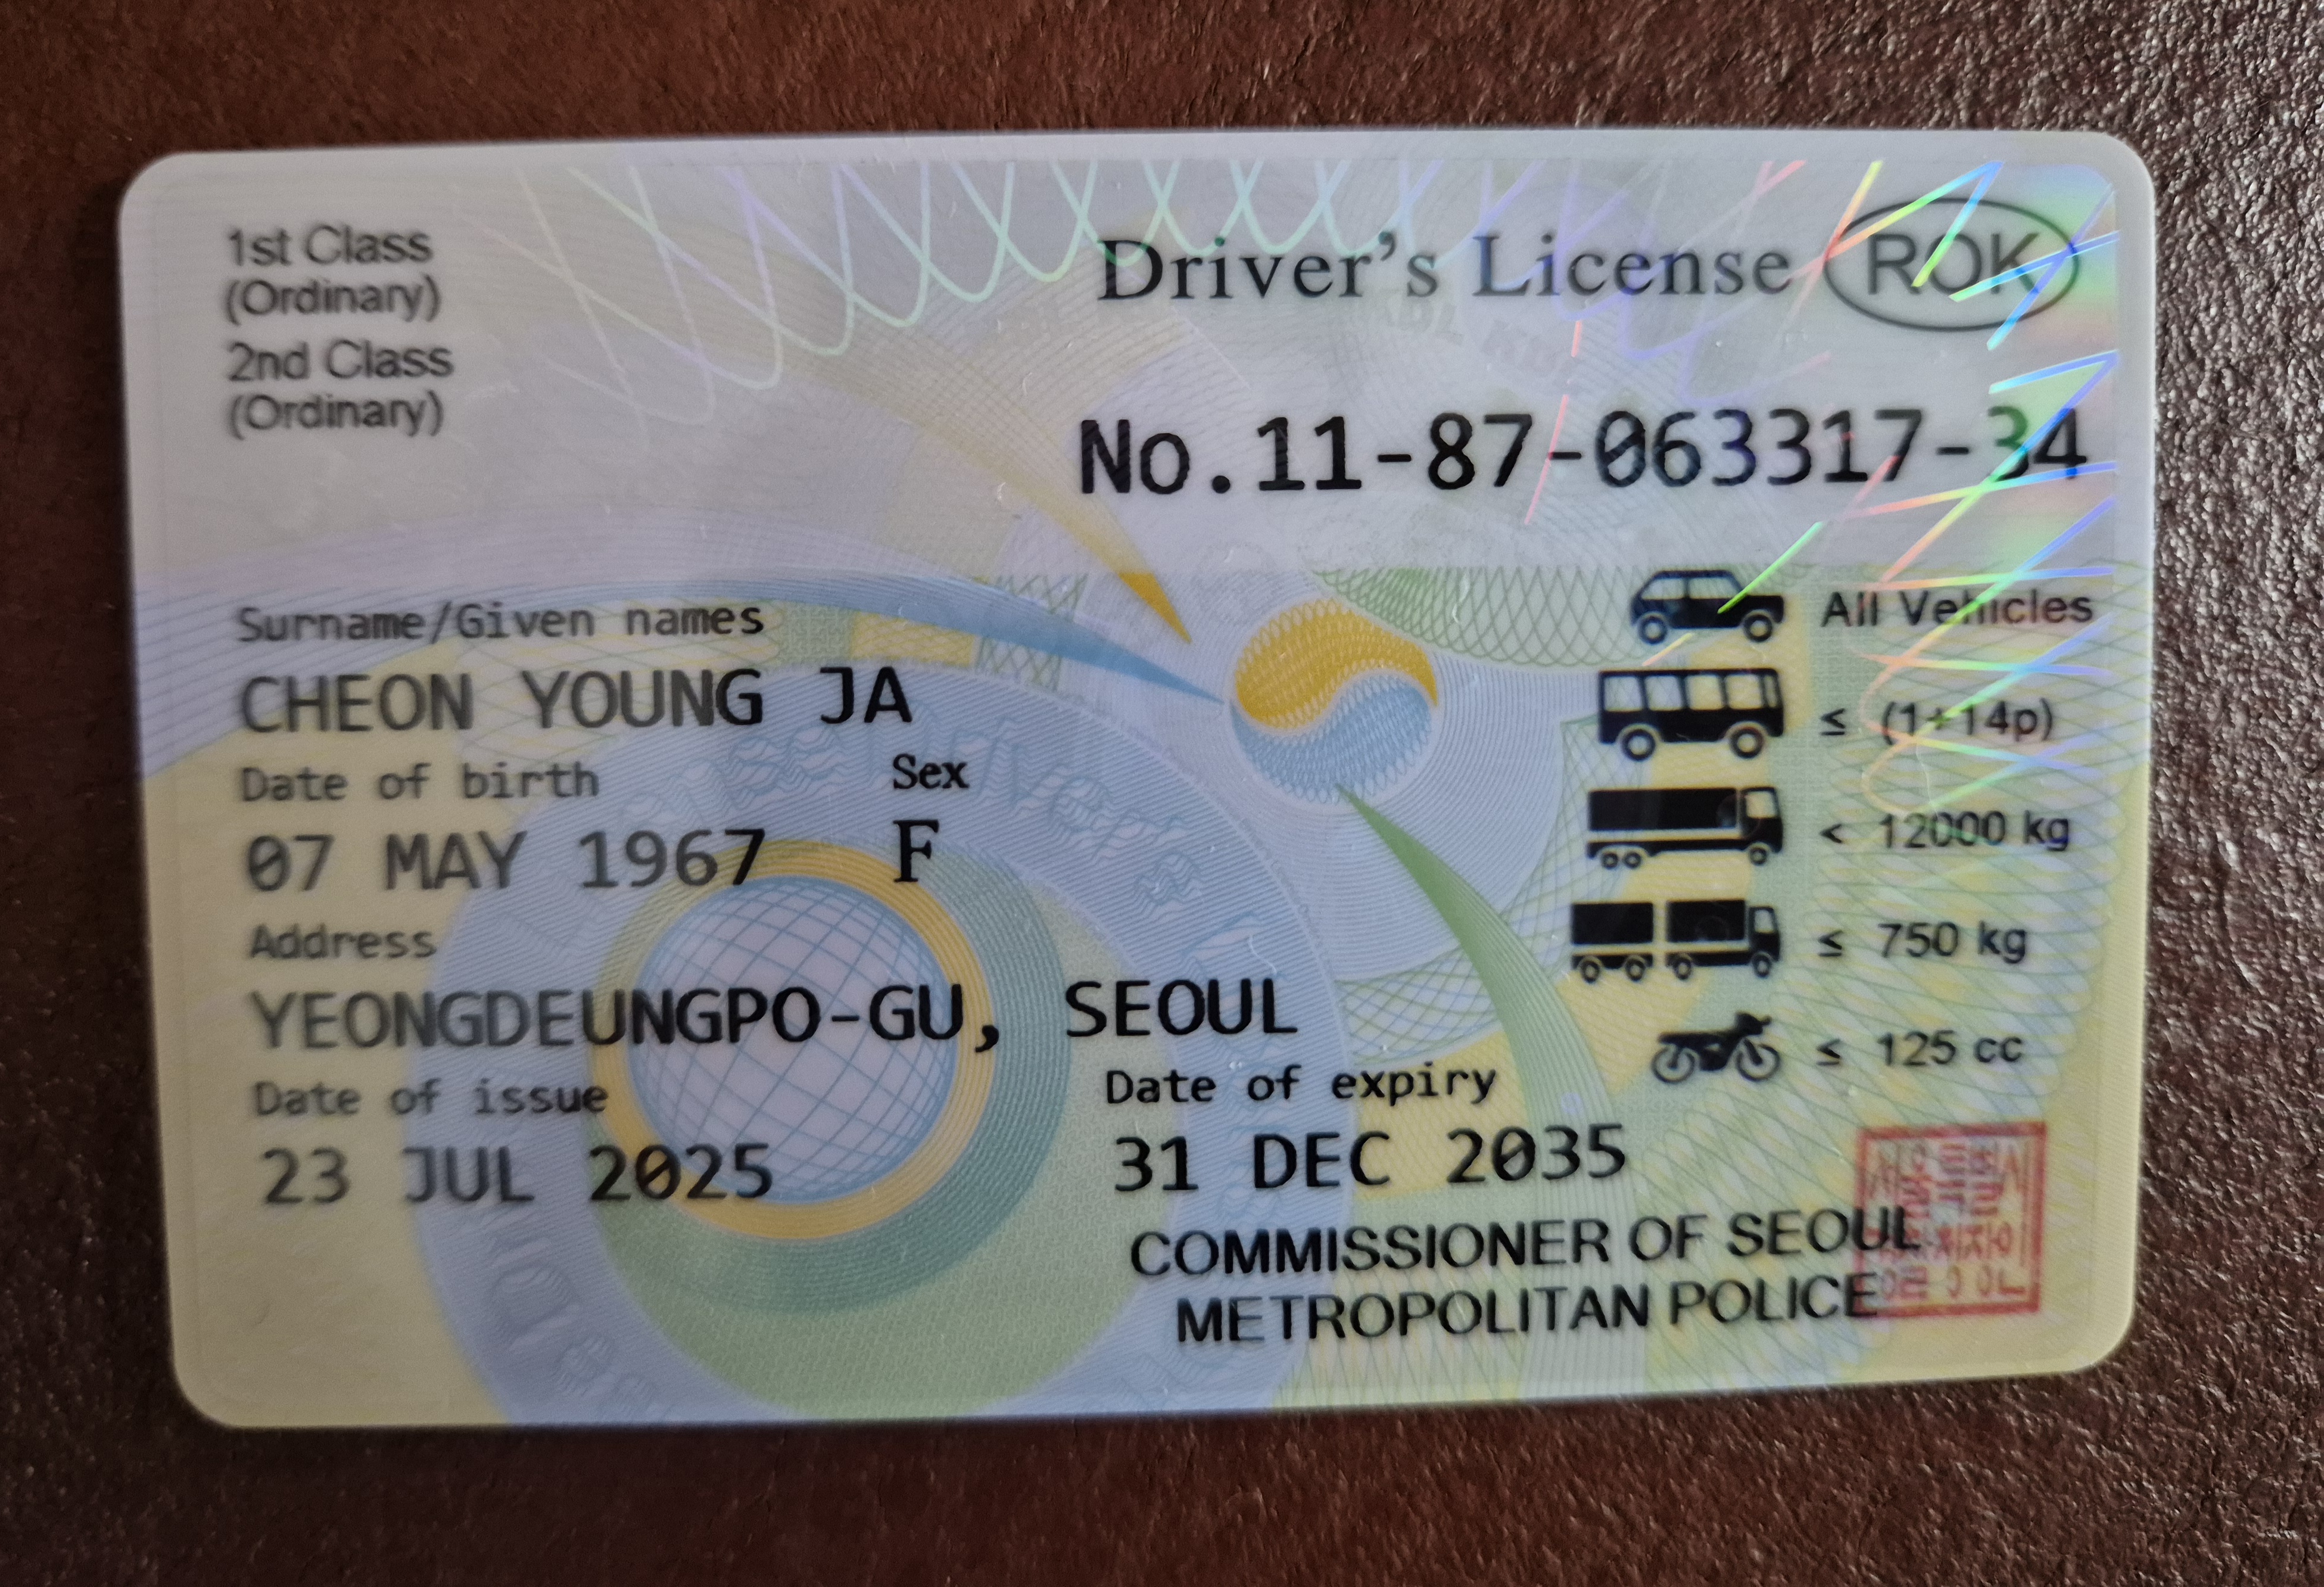 1st Class
(Ordinary)
2nd Class
(Ordinary)
Driver's License ROK
No.11-87-063317-34
Surname/Given names
CHEON YOUNG JA
Date of birth Sex
07 MAY 1967 F
Address
YEONGDEUNGPO-GU, SEOUL
Date of issue Date of expiry
23 JUL 2025 31 DEC 2035
All Vehicles
≤ (1+14p)
< 12000 kg
≤ 750 kg
≤ 125 cc
COMMISSIONER OF SEOUL
METROPOLITAN POLICE